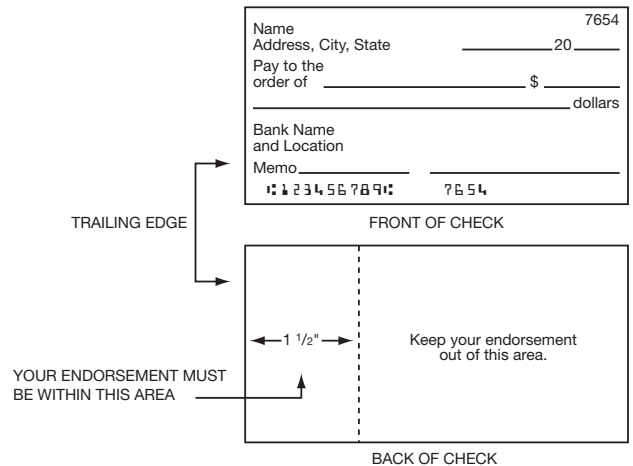 7654
Name
Address, City, State 20
Pay to the
order of $
dollars
Bank Name
and Location
Memo
⑆123456789⑆ 7654
TRAILING EDGE
FRONT OF CHECK
1 1/2"
Keep your endorsement
out of this area.
YOUR ENDORSEMENT MUST
BE WITHIN THIS AREA
BACK OF CHECK